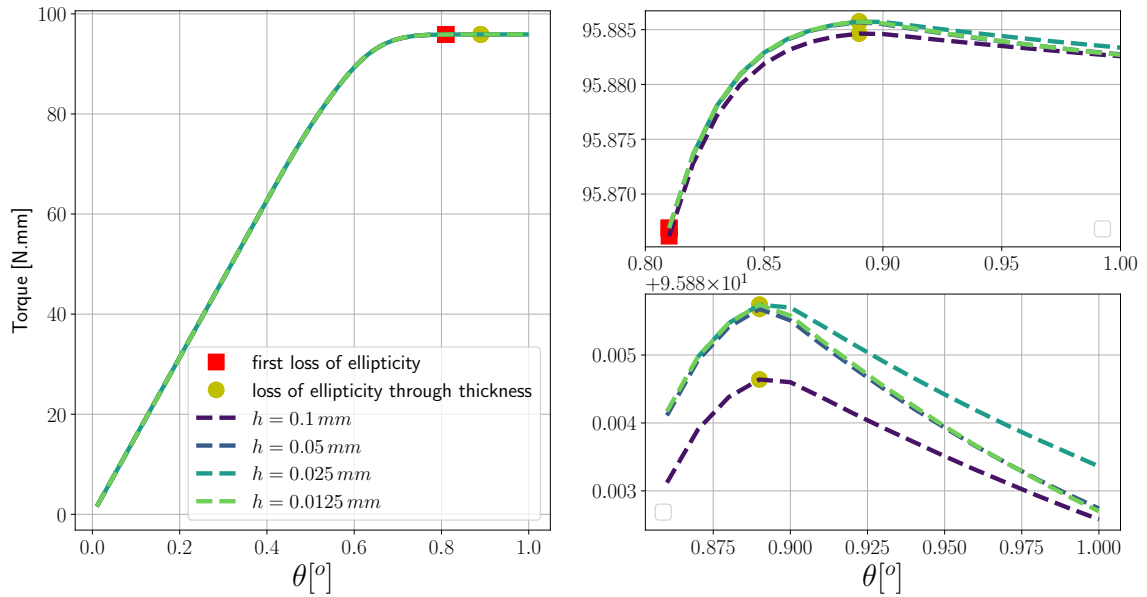 Torque [N.mm]
100
80
60
40
20
0
0.0 0.2 0.4 0.6 0.8 1.0
θ[°]
first loss of ellipticity
loss of ellipticity through thickness
h = 0.1 mm
h = 0.05 mm
h = 0.025 mm
h = 0.0125 mm
95.885
95.880
95.875
95.870
0.80 0.85 0.90 0.95 1.00
+9.588×10¹
0.005
0.004
0.003
0.875 0.900 0.925 0.950 0.975 1.000
θ[°]